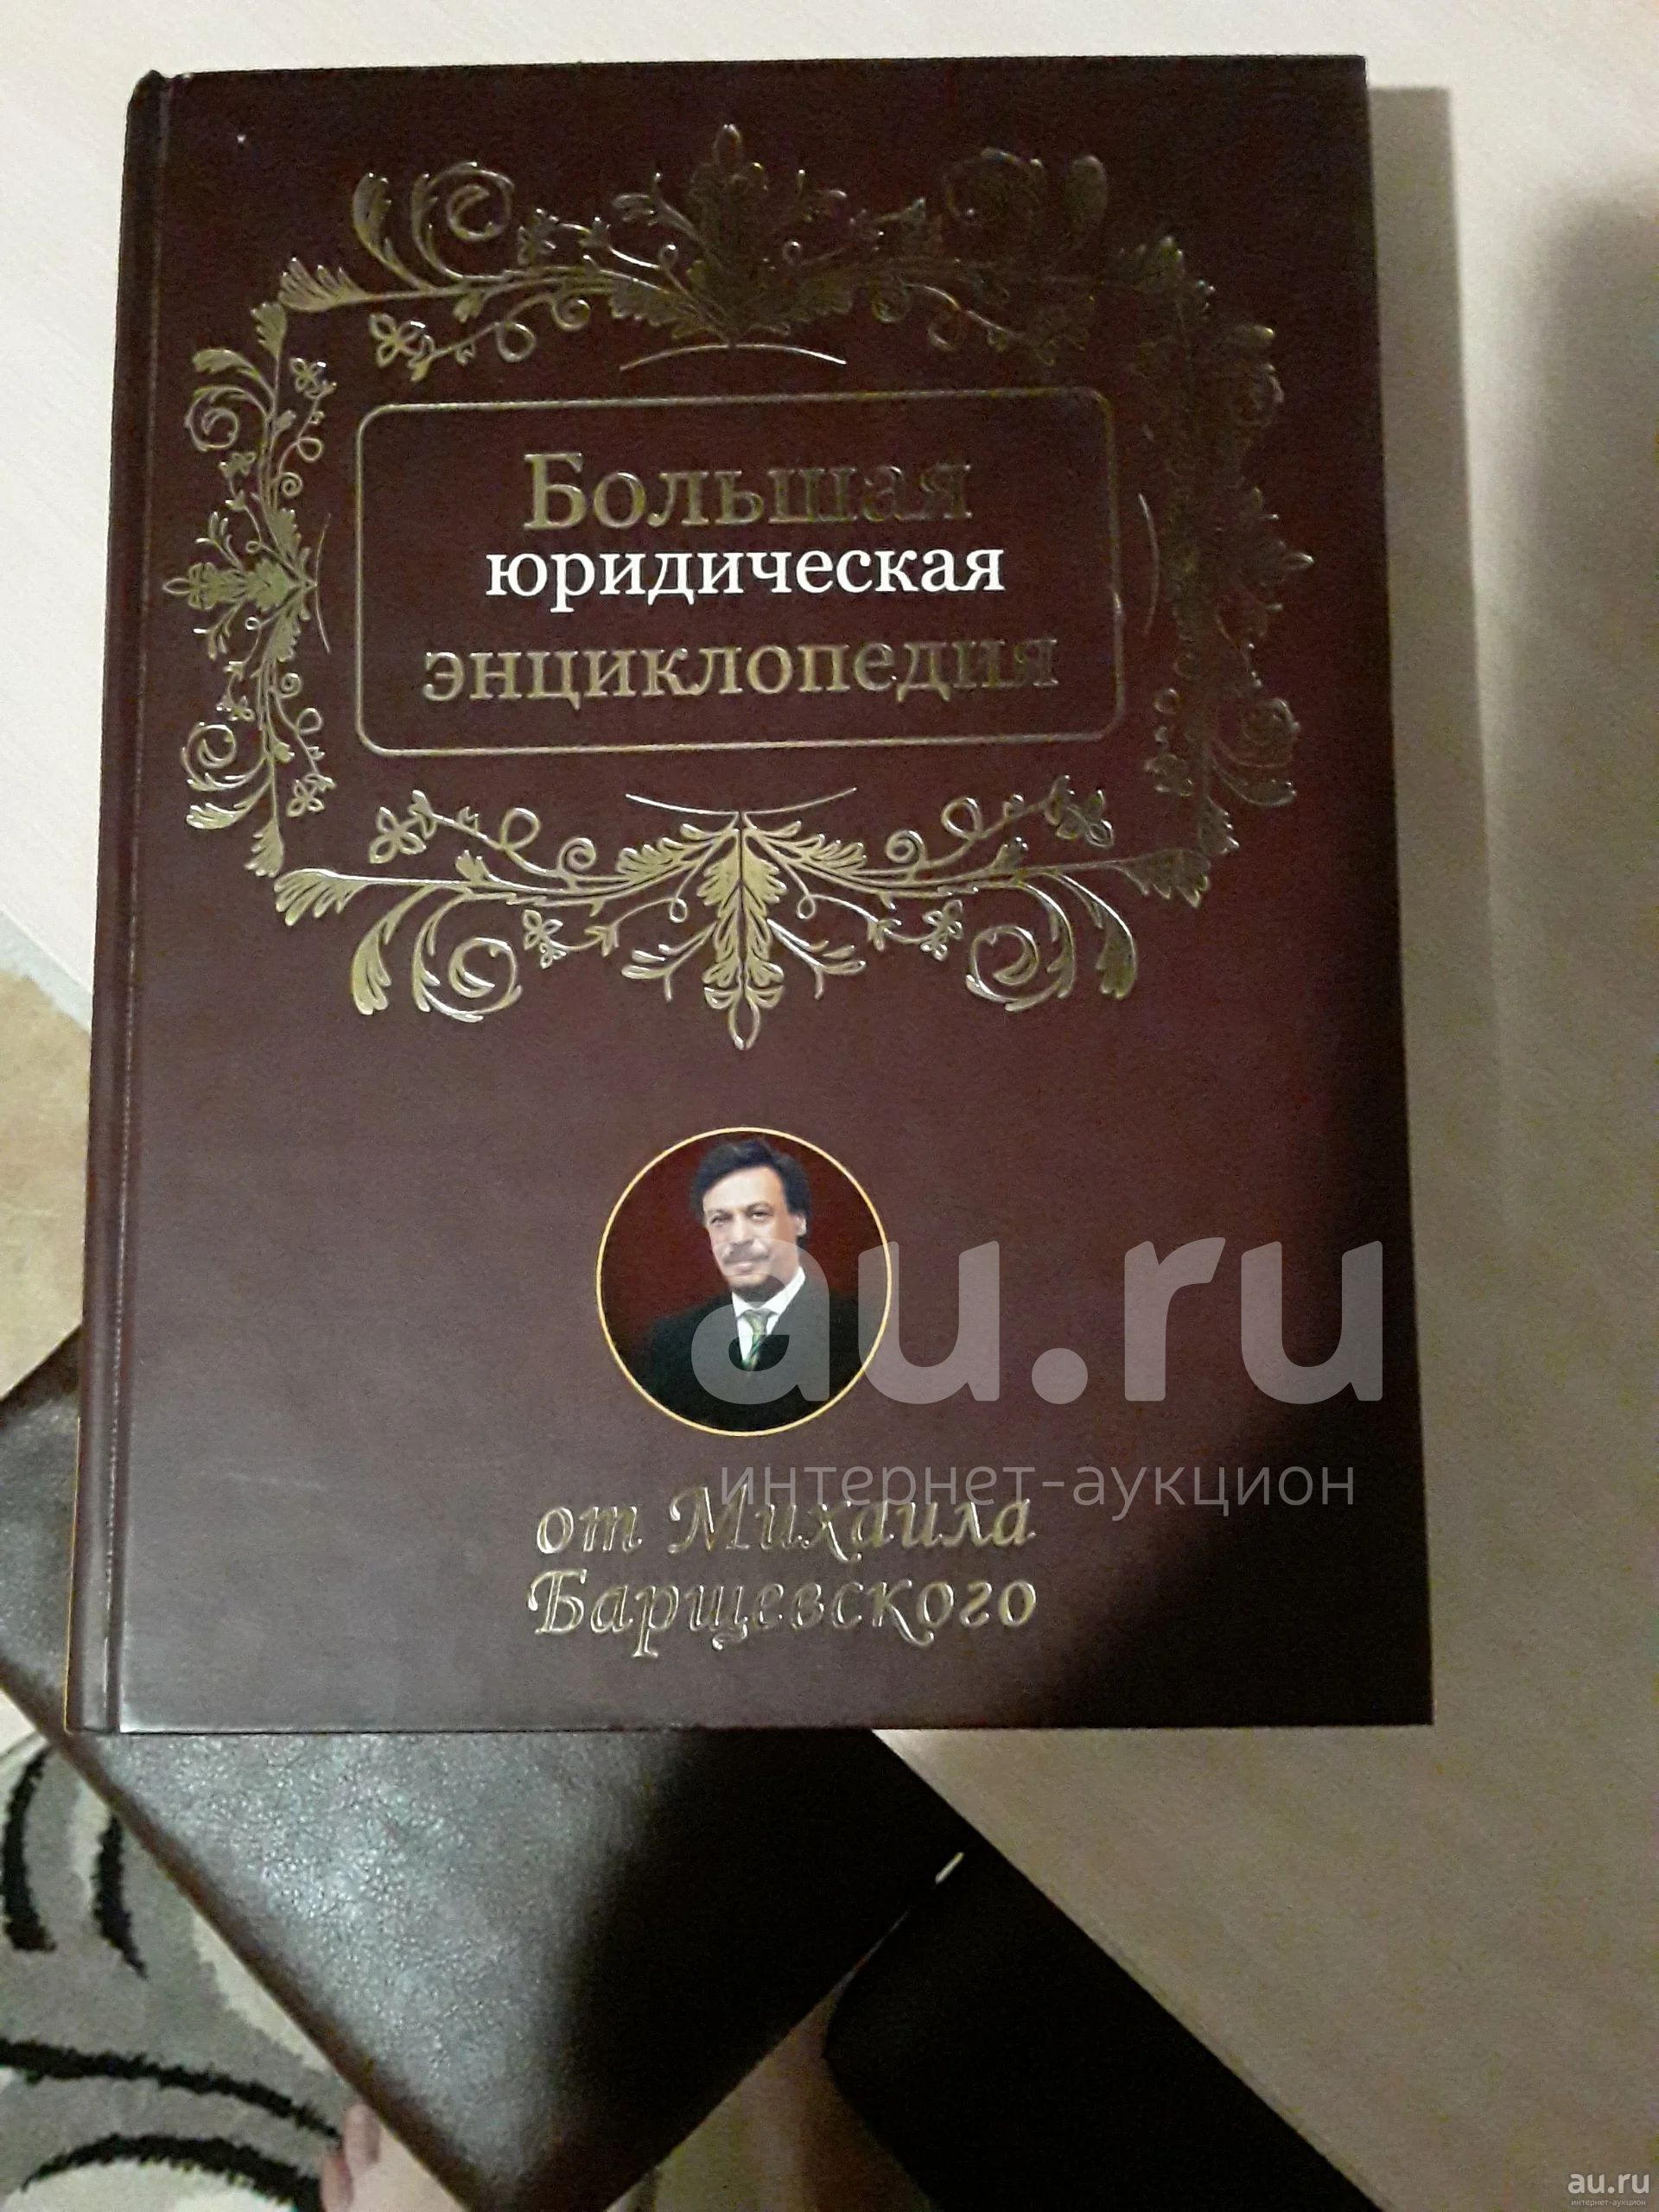 Большая
юридическая
энциклопедия
au.ru
интернет-аукцион
от Михаила
Барщевского
au.ru
интернет-аукцион